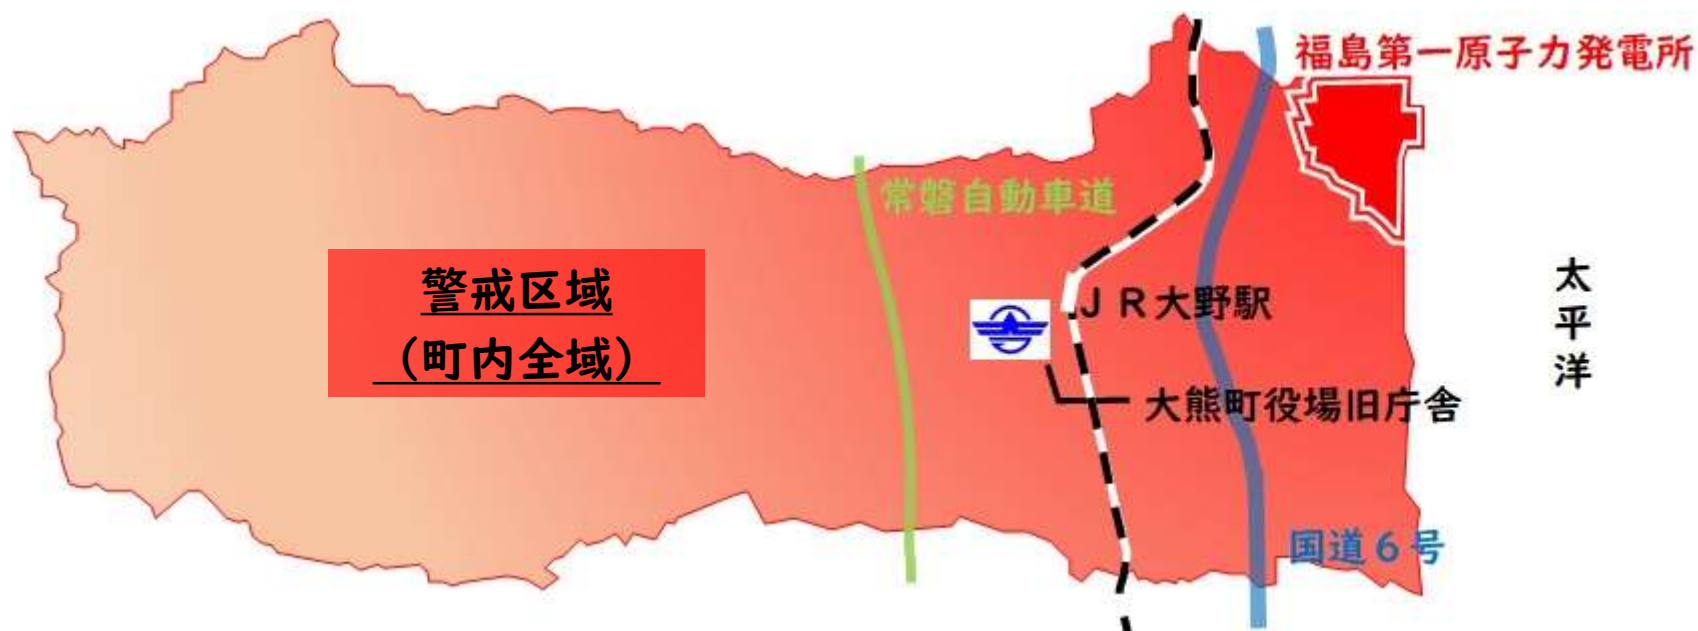 福島第一原子力発電所
常磐自動車道
警戒区域
（町内全域）
太平洋
ＪＲ大野駅
大熊町役場旧庁舎
国道６号